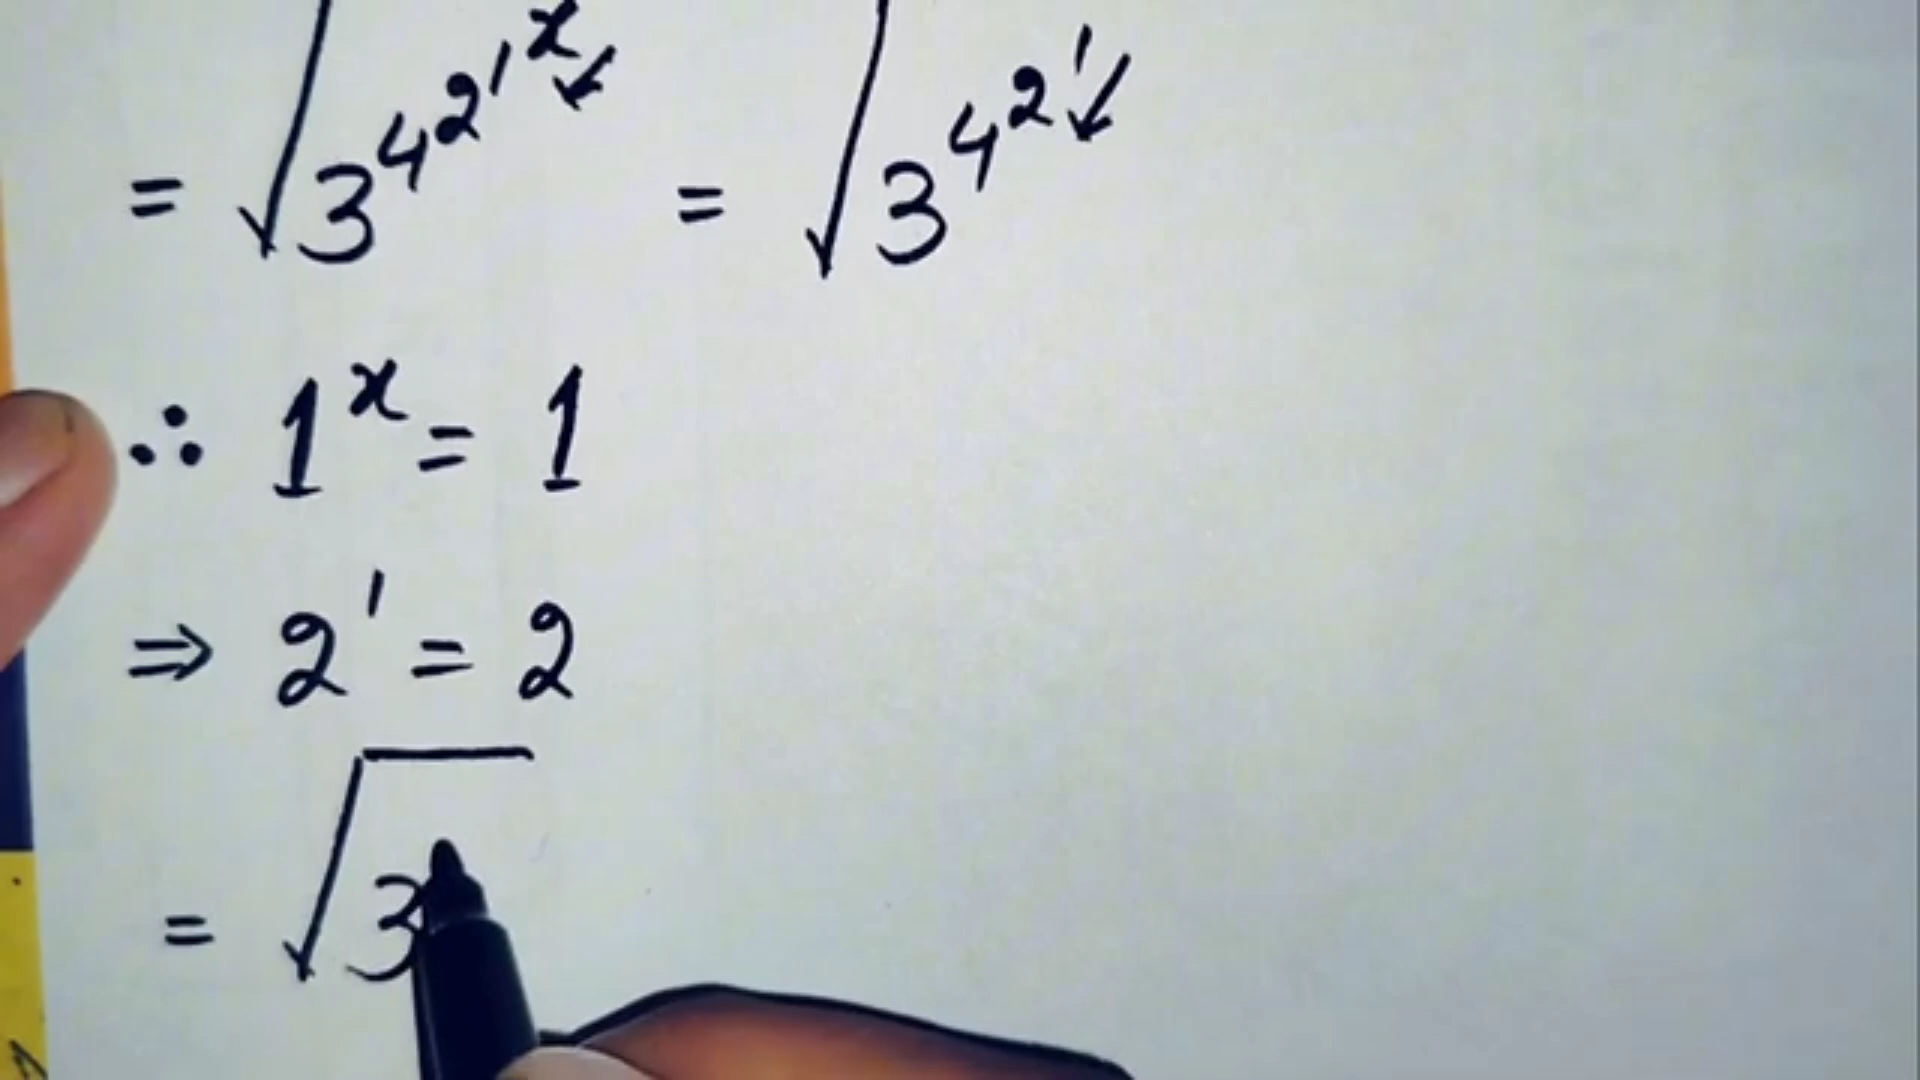 = √3^4^2^1^x = √3^4^2^1
∴ 1^x = 1
⇒ 2^1 = 2
= √3